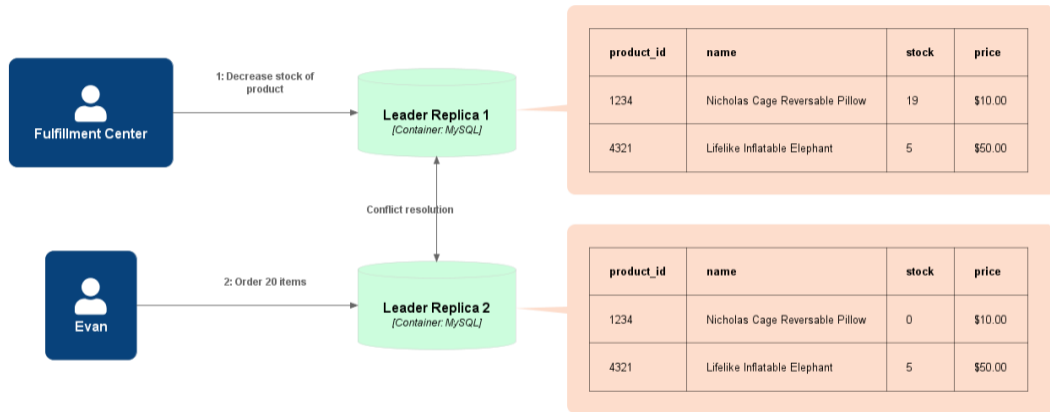 1: Decrease stock of
product
Fulfillment Center
Leader Replica 1
[Container: MySQL]
product_id name stock price
1234 Nicholas Cage Reversable Pillow 19 $10.00
4321 Lifelike Inflatable Elephant 5 $50.00
Conflict resolution
2: Order 20 items
Evan
Leader Replica 2
[Container: MySQL]
product_id name stock price
1234 Nicholas Cage Reversable Pillow 0 $10.00
4321 Lifelike Inflatable Elephant 5 $50.00